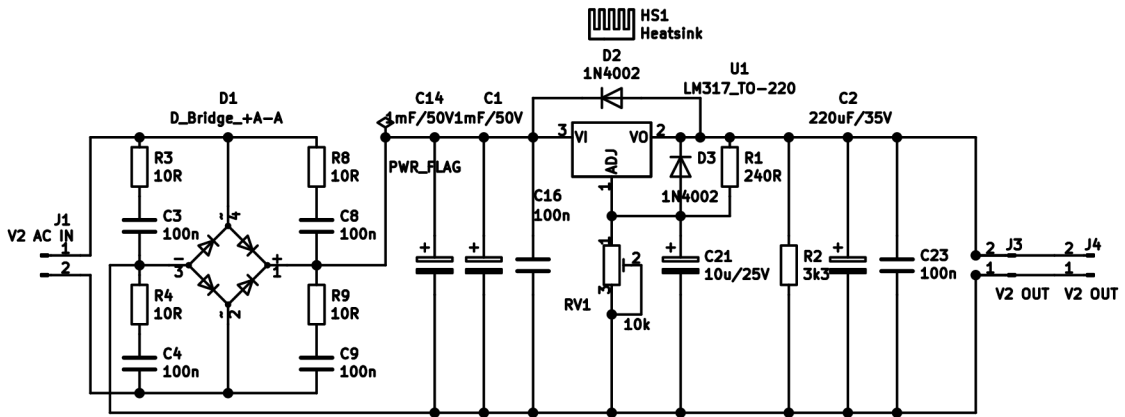 HS1
Heatsink
D2
1N4002
U1
LM317_TO-220
D1
D_Bridge_+A-A
C14
1mF/50V
C1
1mF/50V
C2
220uF/35V
3
VI
VO
2
ADJ
1
R3
10R
R8
10R
PWR_FLAG
D3
1N4002
R1
240R
C16
100n
J1
V2 AC IN
1
2
C3
100n
~
4
C8
100n
-
3
+
1
R4
10R
~
2
R9
10R
C4
100n
C9
100n
+
+
1
2
3
RV1
10k
+
C21
10u/25V
R2
3k3
+
C23
100n
2
J3
2
J4
1
1
V2 OUT
V2 OUT